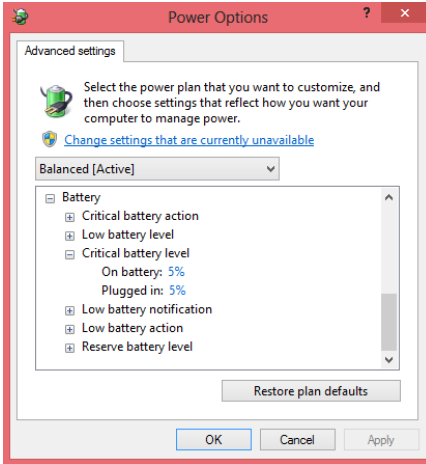 Power Options
?
Advanced settings
Select the power plan that you want to customize, and
then choose settings that reflect how you want your
computer to manage power.
Change settings that are currently unavailable
Balanced [Active]
Battery
Critical battery action
Low battery level
Critical battery level
On battery: 5%
Plugged in: 5%
Low battery notification
Low battery action
Reserve battery level
Restore plan defaults
OK Cancel Apply